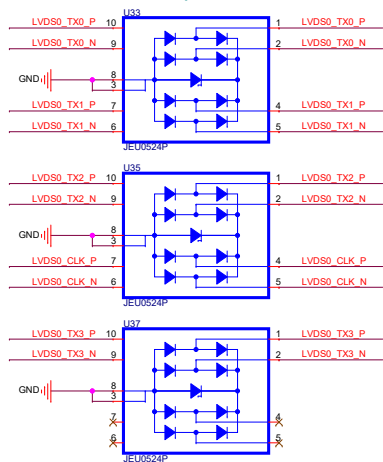 U33
LVDS0_TX0_P 10 1 LVDS0_TX0_P
LVDS0_TX0_N 9 2 LVDS0_TX0_N
GND 8
3
LVDS0_TX1_P 7 4 LVDS0_TX1_P
LVDS0_TX1_N 6 5 LVDS0_TX1_N
JEU0524P
U35
LVDS0_TX2_P 10 1 LVDS0_TX2_P
LVDS0_TX2_N 9 2 LVDS0_TX2_N
GND 8
3
LVDS0_CLK_P 7 4 LVDS0_CLK_P
LVDS0_CLK_N 6 5 LVDS0_CLK_N
JEU0524P
U37
LVDS0_TX3_P 10 1 LVDS0_TX3_P
LVDS0_TX3_N 9 2 LVDS0_TX3_N
GND 8
3
7 4
6 5
JEU0524P